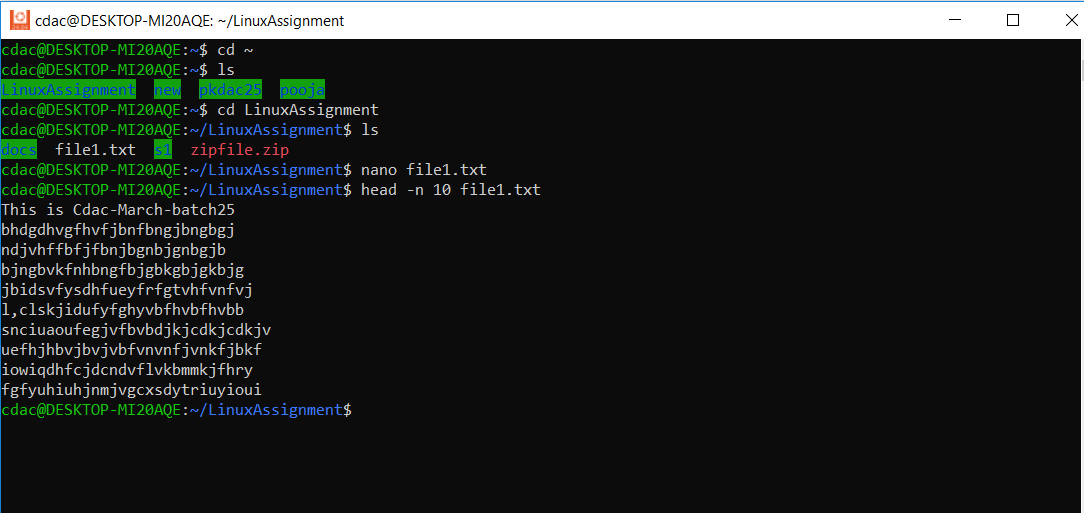 cdac@DESKTOP-MI20AQE: ~/LinuxAssignment
cdac@DESKTOP-MI20AQE:~$ cd ~
cdac@DESKTOP-MI20AQE:~$ ls
LinuxAssignment  new  pkdac25  pooja
cdac@DESKTOP-MI20AQE:~$ cd LinuxAssignment
cdac@DESKTOP-MI20AQE:~/LinuxAssignment$ ls
docs  file1.txt  s1  zipfile.zip
cdac@DESKTOP-MI20AQE:~/LinuxAssignment$ nano file1.txt
cdac@DESKTOP-MI20AQE:~/LinuxAssignment$ head -n 10 file1.txt
This is Cdac-March-batch25
bhdgdhvgfhvfjbnfbngjbngbgj
ndjvhffbfjfbnjbgnbjgnbgjb
bjngbvkfnhbngfbjgbkgbjgkbjg
jbidsvfysdhfueyfrfgtvhfvnfvj
l,clskjidufyfghyvbfhvbfhvbb
snciuaoufegjvfbvbdjkjcdkjcdkjv
uefhjhbvjbvjvbfvnvnfjvnkfjbkf
iowiqdhfcjdcndvflvkbmmkjfhry
fgfyuhiuhjnmjvgcxsdytriuyioui
cdac@DESKTOP-MI20AQE:~/LinuxAssignment$